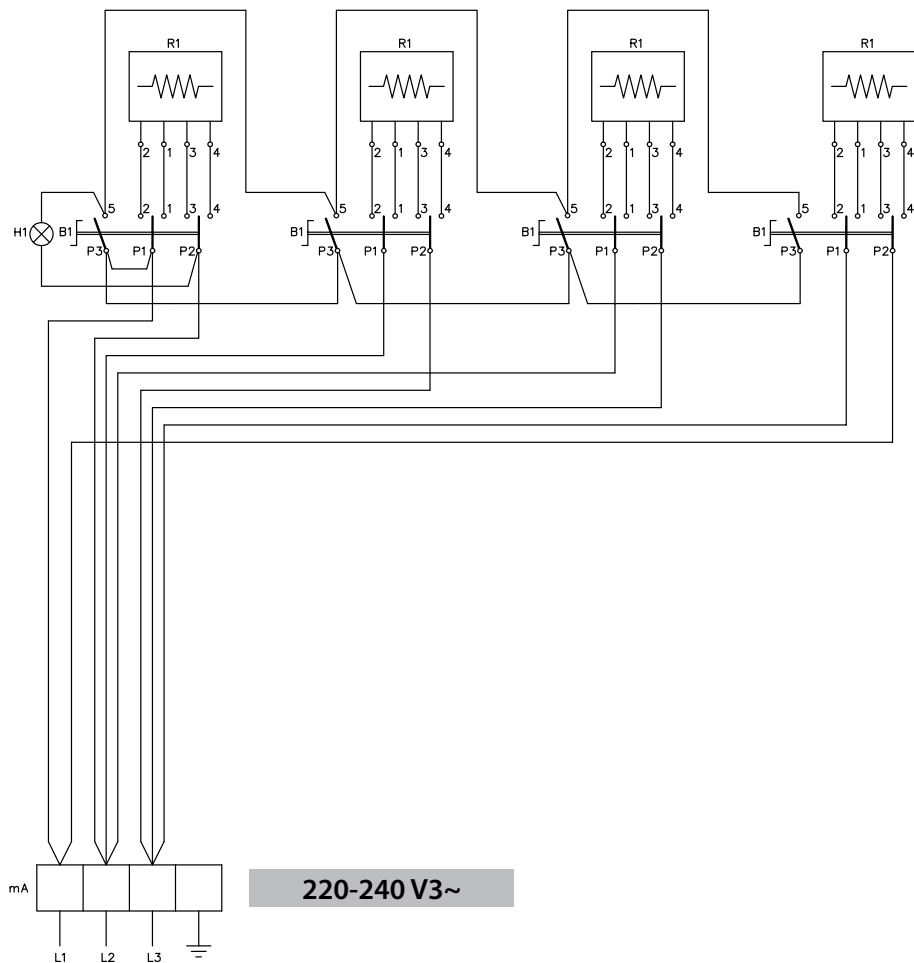 R1 R1 R1 R1
2 1 3 4 2 1 3 4 2 1 3 4 2 1 3 4
5 2 1 3 4 5 2 1 3 4 5 2 1 3 4 5 2 1 3 4
H1 B1 B1 B1 B1
P3 P1 P2 P3 P1 P2 P3 P1 P2 P3 P1 P2
mA 220-240 V3~
L1 L2 L3